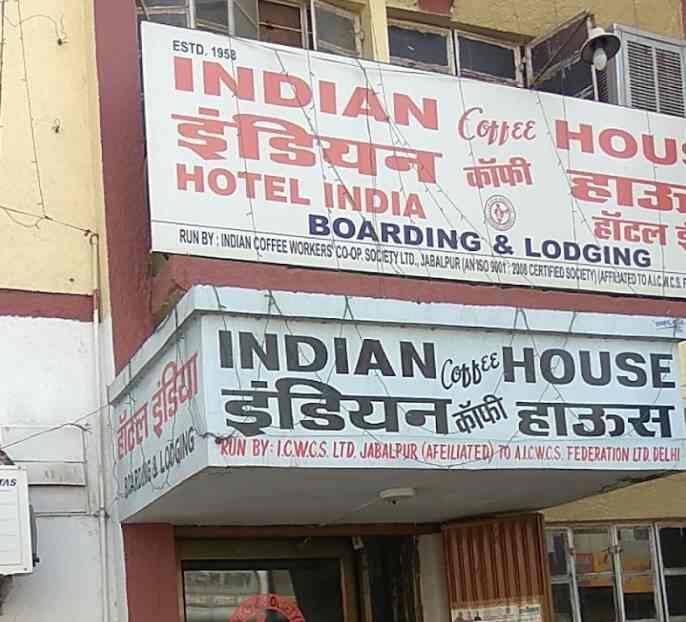 ESTD. 1958
INDIAN Coffee HOUS
इंडियन कॉफी हाऊ
HOTEL INDIA हॉटल इं
BOARDING & LODGING
RUN BY : INDIAN COFFEE WORKERS' CO-OP. SOCIETY LTD., JABALPUR (AN ISO 9001 : 2008 CERTIFIED SOCIETY) (AFFILIATED TO A.I.C.W.C.S. F
INDIAN Coffee HOUSE
इंडियन कॉफी हाऊस
RUN BY: I.C.W.C.S. LTD. JABALPUR (AFEILIATED) TO A.I.C.W.C.S. FEDERATION LTD. DELHI
हॉटल इंडिया
BOARDING & LODGING
TAS